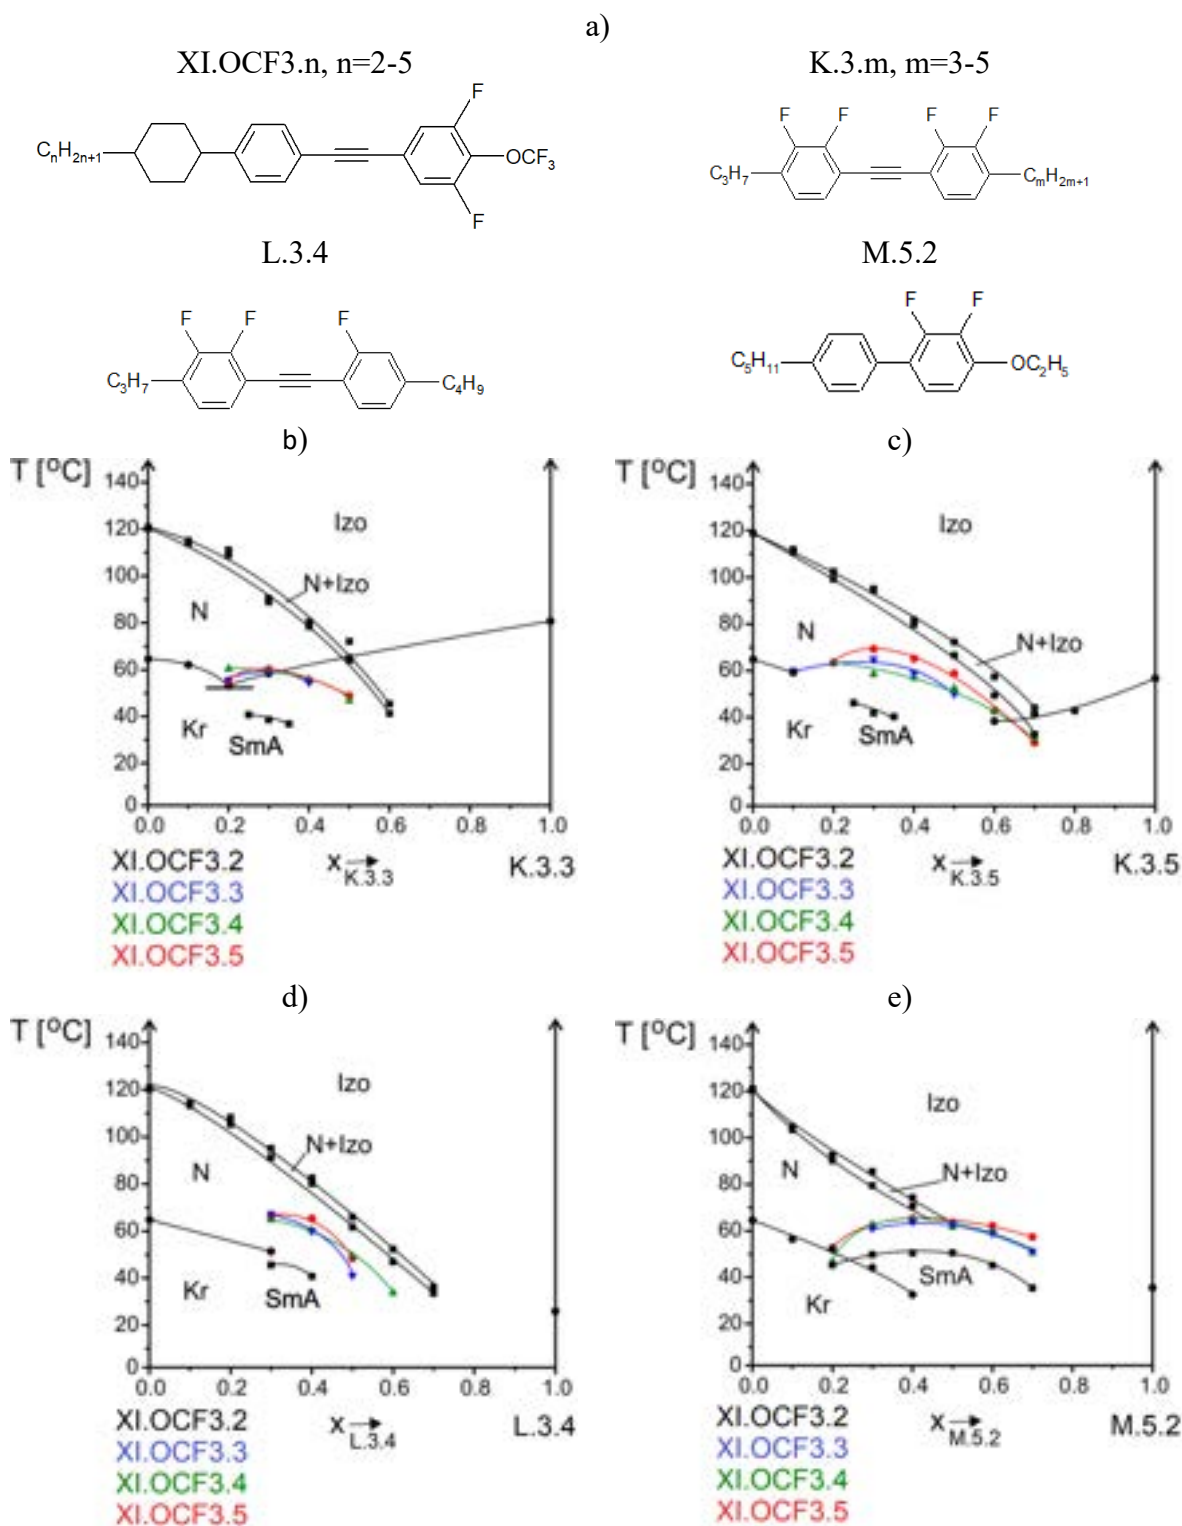 a)
XI.OCF3.n, n=2-5
K.3.m, m=3-5
CnH2n+1
F
F
OCF3
F
F
F
F
C3H7
CmH2m+1
L.3.4
M.5.2
F
F
F
C3H7
C4H9
F
F
C5H11
OC2H5
b)
T [°C]
140
120
100
80
60
40
20
0
Izo
N+Izo
N
Kr
SmA
0.0 0.2 0.4 0.6 0.8 1.0
XI.OCF3.2
XI.OCF3.3
XI.OCF3.4
XI.OCF3.5
x K.3.3
K.3.3
c)
T [°C]
140
120
100
80
60
40
20
0
Izo
N
N+Izo
Kr
SmA
0.0 0.2 0.4 0.6 0.8 1.0
XI.OCF3.2
XI.OCF3.3
XI.OCF3.4
XI.OCF3.5
x K.3.5
K.3.5
d)
T [°C]
140
120
100
80
60
40
20
0
Izo
N+Izo
N
Kr
SmA
0.0 0.2 0.4 0.6 0.8 1.0
XI.OCF3.2
XI.OCF3.3
XI.OCF3.4
XI.OCF3.5
x L.3.4
L.3.4
e)
T [°C]
140
120
100
80
60
40
20
0
Izo
N
N+Izo
SmA
Kr
0.0 0.2 0.4 0.6 0.8 1.0
XI.OCF3.2
XI.OCF3.3
XI.OCF3.4
XI.OCF3.5
x M.5.2
M.5.2